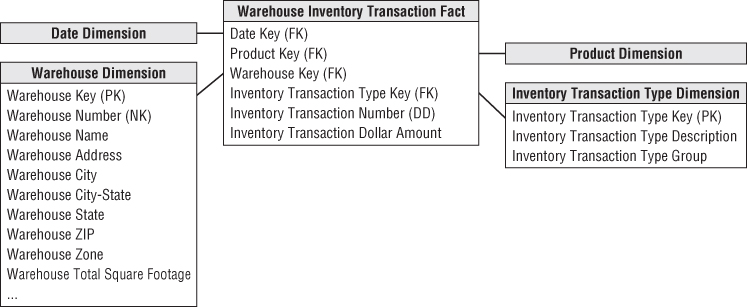 Date Dimension
Warehouse Dimension
Warehouse Key (PK)
Warehouse Number (NK)
Warehouse Name
Warehouse Address
Warehouse City
Warehouse City-State
Warehouse State
Warehouse ZIP
Warehouse Zone
Warehouse Total Square Footage
...
Warehouse Inventory Transaction Fact
Date Key (FK)
Product Key (FK)
Warehouse Key (FK)
Inventory Transaction Type Key (FK)
Inventory Transaction Number (DD)
Inventory Transaction Dollar Amount
Product Dimension
Inventory Transaction Type Dimension
Inventory Transaction Type Key (PK)
Inventory Transaction Type Description
Inventory Transaction Type Group